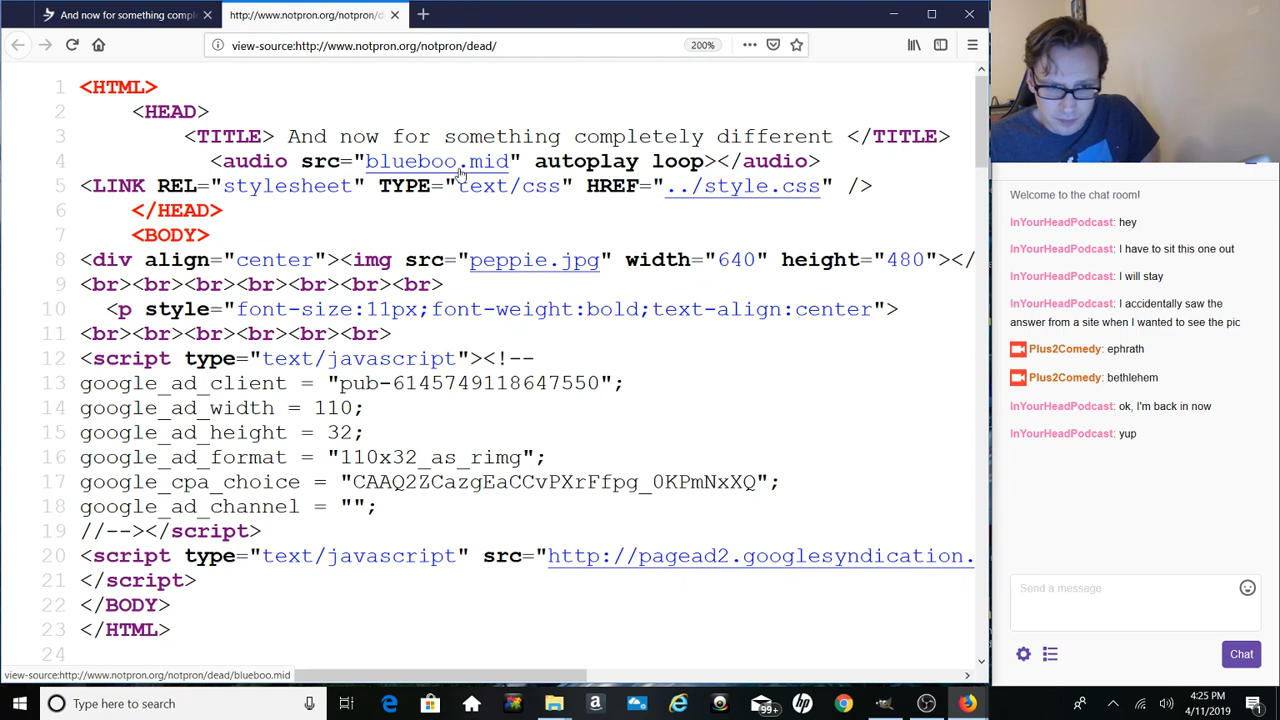 And now for something compl
http://www.notpron.org/notpron/d
view-source:http://www.notpron.org/notpron/dead/
200%
1 <HTML>
2 <HEAD>
3 <TITLE> And now for something completely different </TITLE>
4 <audio src="blueboo.mid" autoplay loop></audio>
5 <LINK REL="stylesheet" TYPE="text/css" HREF="../style.css" />
6 </HEAD>
7 <BODY>
8 <div align="center"><img src="peppie.jpg" width="640" height="480"></
9 <br><br><br><br><br><br><br>
10 <p style="font-size:11px;font-weight:bold;text-align:center">
11 <br><br><br><br><br><br>
12 <script type="text/javascript"><!--
13 google_ad_client = "pub-6145749118647550";
14 google_ad_width = 110;
15 google_ad_height = 32;
16 google_ad_format = "110x32_as_rimg";
17 google_cpa_choice = "CAAQ2ZCazgEaCCvPXrFfpg_0KPmNxXQ";
18 google_ad_channel = "";
19 //--></script>
20 <script type="text/javascript" src="http://pagead2.googlesyndication.
21 </script>
22 </BODY>
23 </HTML>
24
view-source:http://www.notpron.org/notpron/dead/blueboo.mid
Welcome to the chat room!
InYourHeadPodcast: hey
InYourHeadPodcast: I have to sit this one out
InYourHeadPodcast: I will stay
InYourHeadPodcast: I accidentally saw the
answer from a site when I wanted to see the pic
Plus2Comedy: ephrath
Plus2Comedy: bethlehem
InYourHeadPodcast: ok, I'm back in now
InYourHeadPodcast: yup
Send a message
Chat
Type here to search
99+
4:25 PM
4/11/2019
1